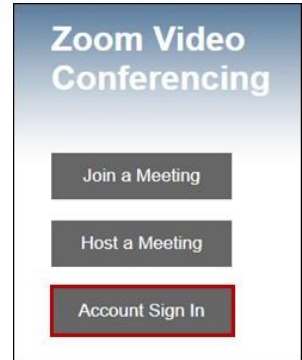 Zoom Video
Conferencing
Join a Meeting
Host a Meeting
Account Sign In